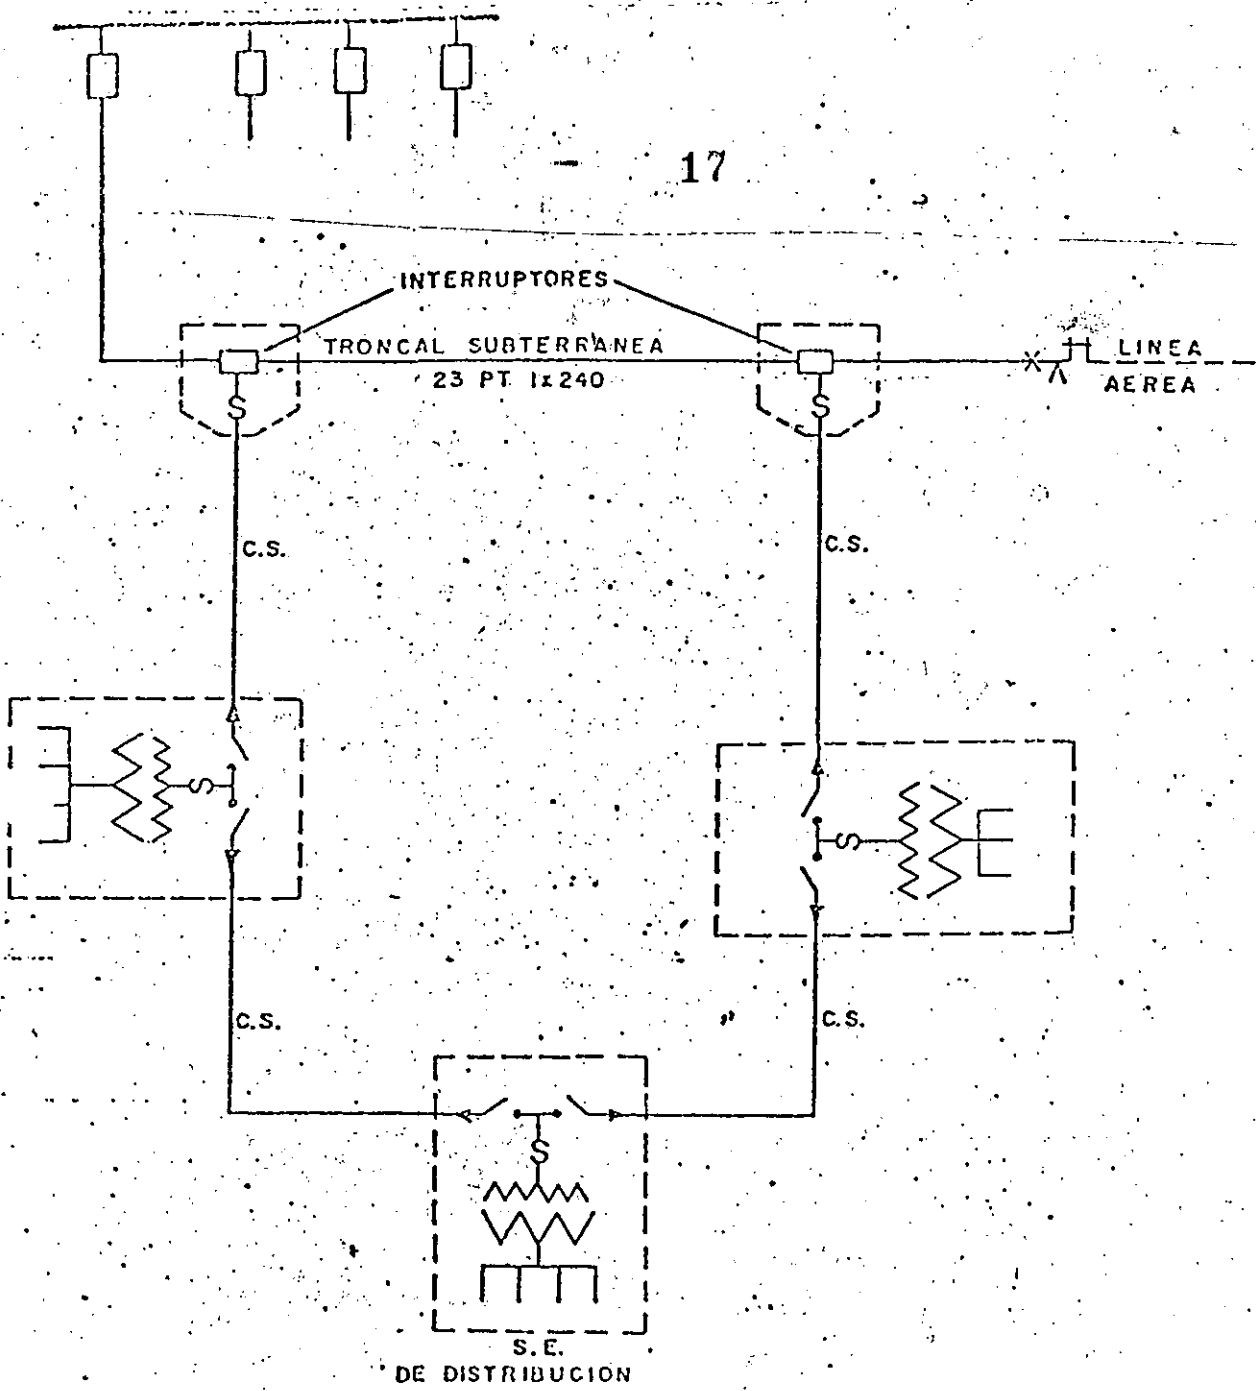 17
INTERRUPTORES
TRONCAL SUBTERRANEA
23 PT 1x240
LINEA
AEREA
S
S
C.S.
C.S.
S
S
C.S.
C.S.
S
S.E.
DE DISTRIBUCION